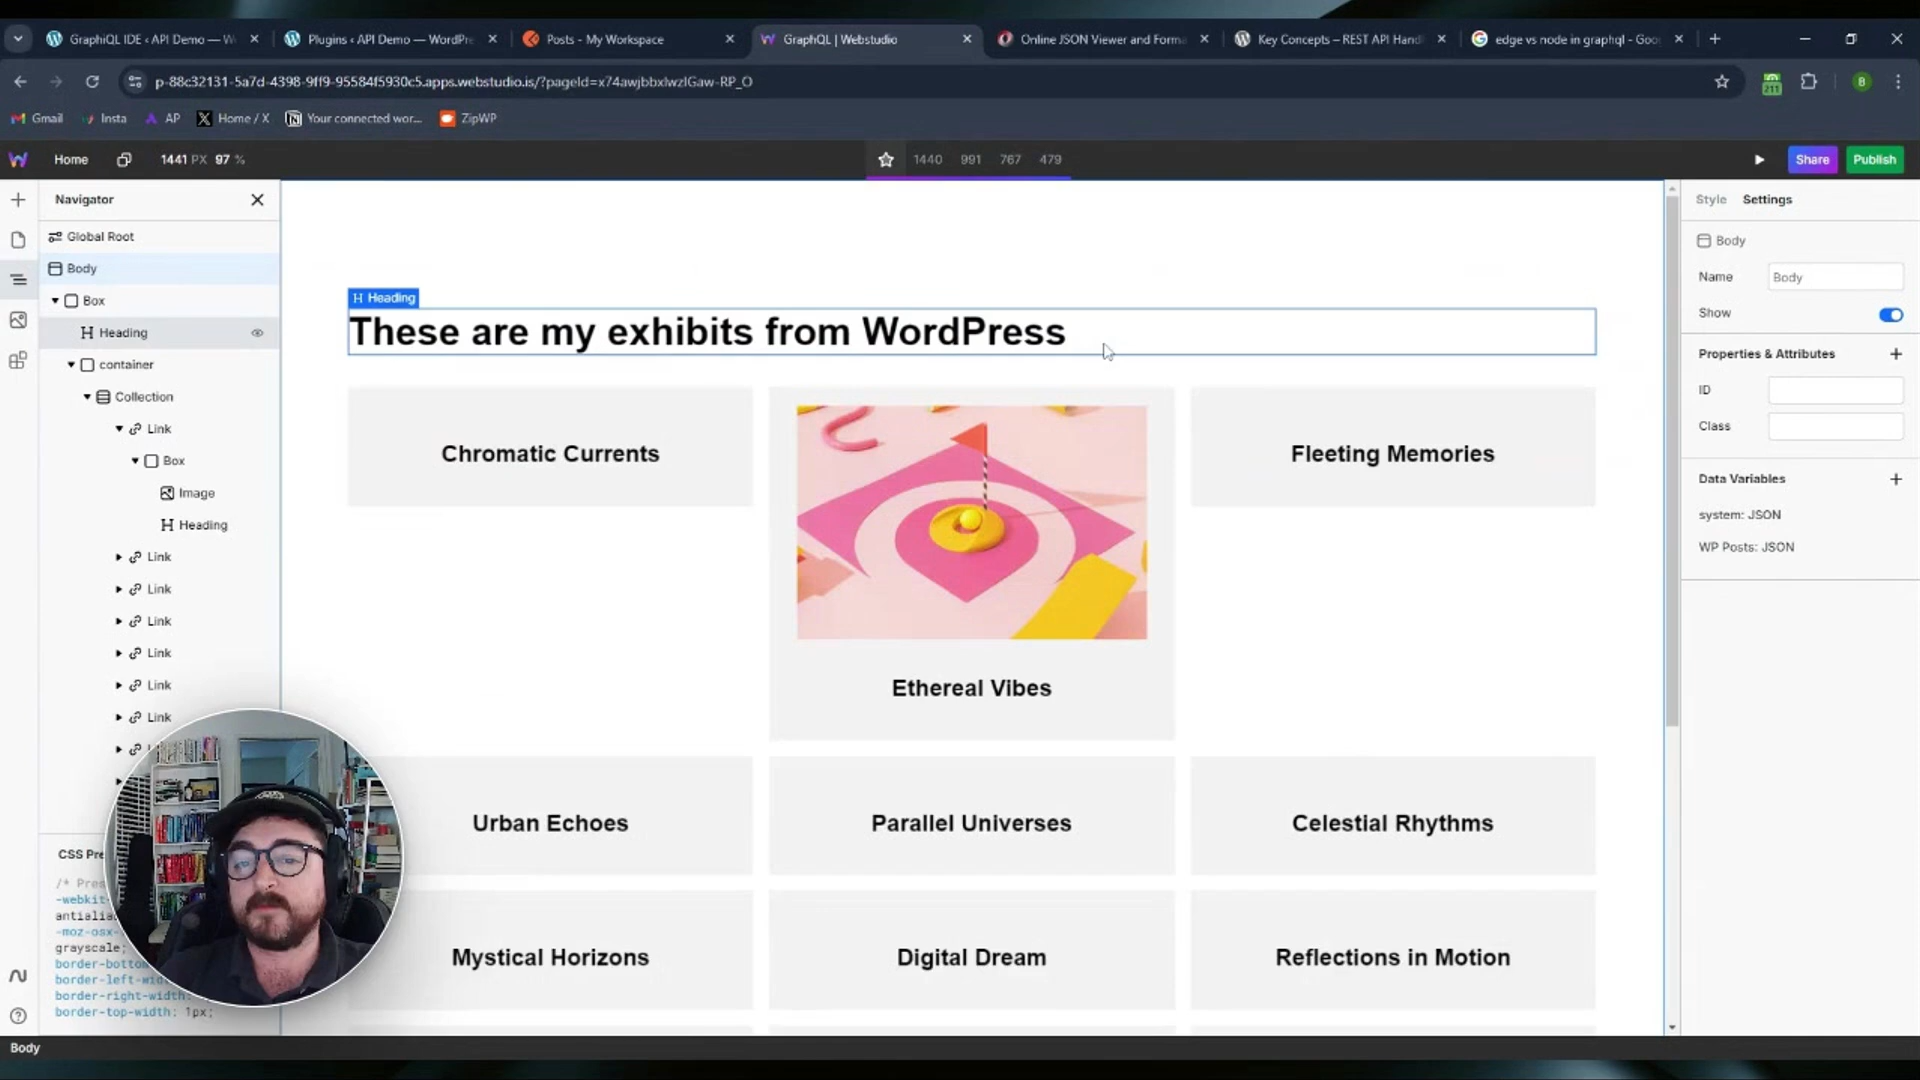 GraphiQL IDE ‹ API Demo — W
Plugins ‹ API Demo — WordPre
Posts - My Workspace
GraphQL | Webstudio
Online JSON Viewer and Forma
Key Concepts – REST API Hand
edge vs node in graphql - Goo
p-88c32131-5a7d-4398-9ff9-95584f5930c5.apps.webstudio.is/?pageId=x74awjbbxlwzlGaw-RP_O
211
B
Gmail
Insta
AP
Home / X
Your connected wor...
ZipWP
Home
1441 PX 97 %
1440
991
767
479
Share
Publish
Navigator
Global Root
Body
Box
Heading
container
Collection
Link
Box
Image
Heading
Link
Link
Link
Link
Link
Link
CSS Pre
/* Pres
-webkit-
antialia
-moz-osx-
grayscale;
border-bottom
border-left-wid
border-right-width:
border-top-width: 1px;
Body
Heading
These are my exhibits from WordPress
Chromatic Currents
Ethereal Vibes
Fleeting Memories
Urban Echoes
Parallel Universes
Celestial Rhythms
Mystical Horizons
Digital Dream
Reflections in Motion
Style
Settings
Body
Name
Body
Show
Properties & Attributes
ID
Class
Data Variables
system: JSON
WP Posts: JSON